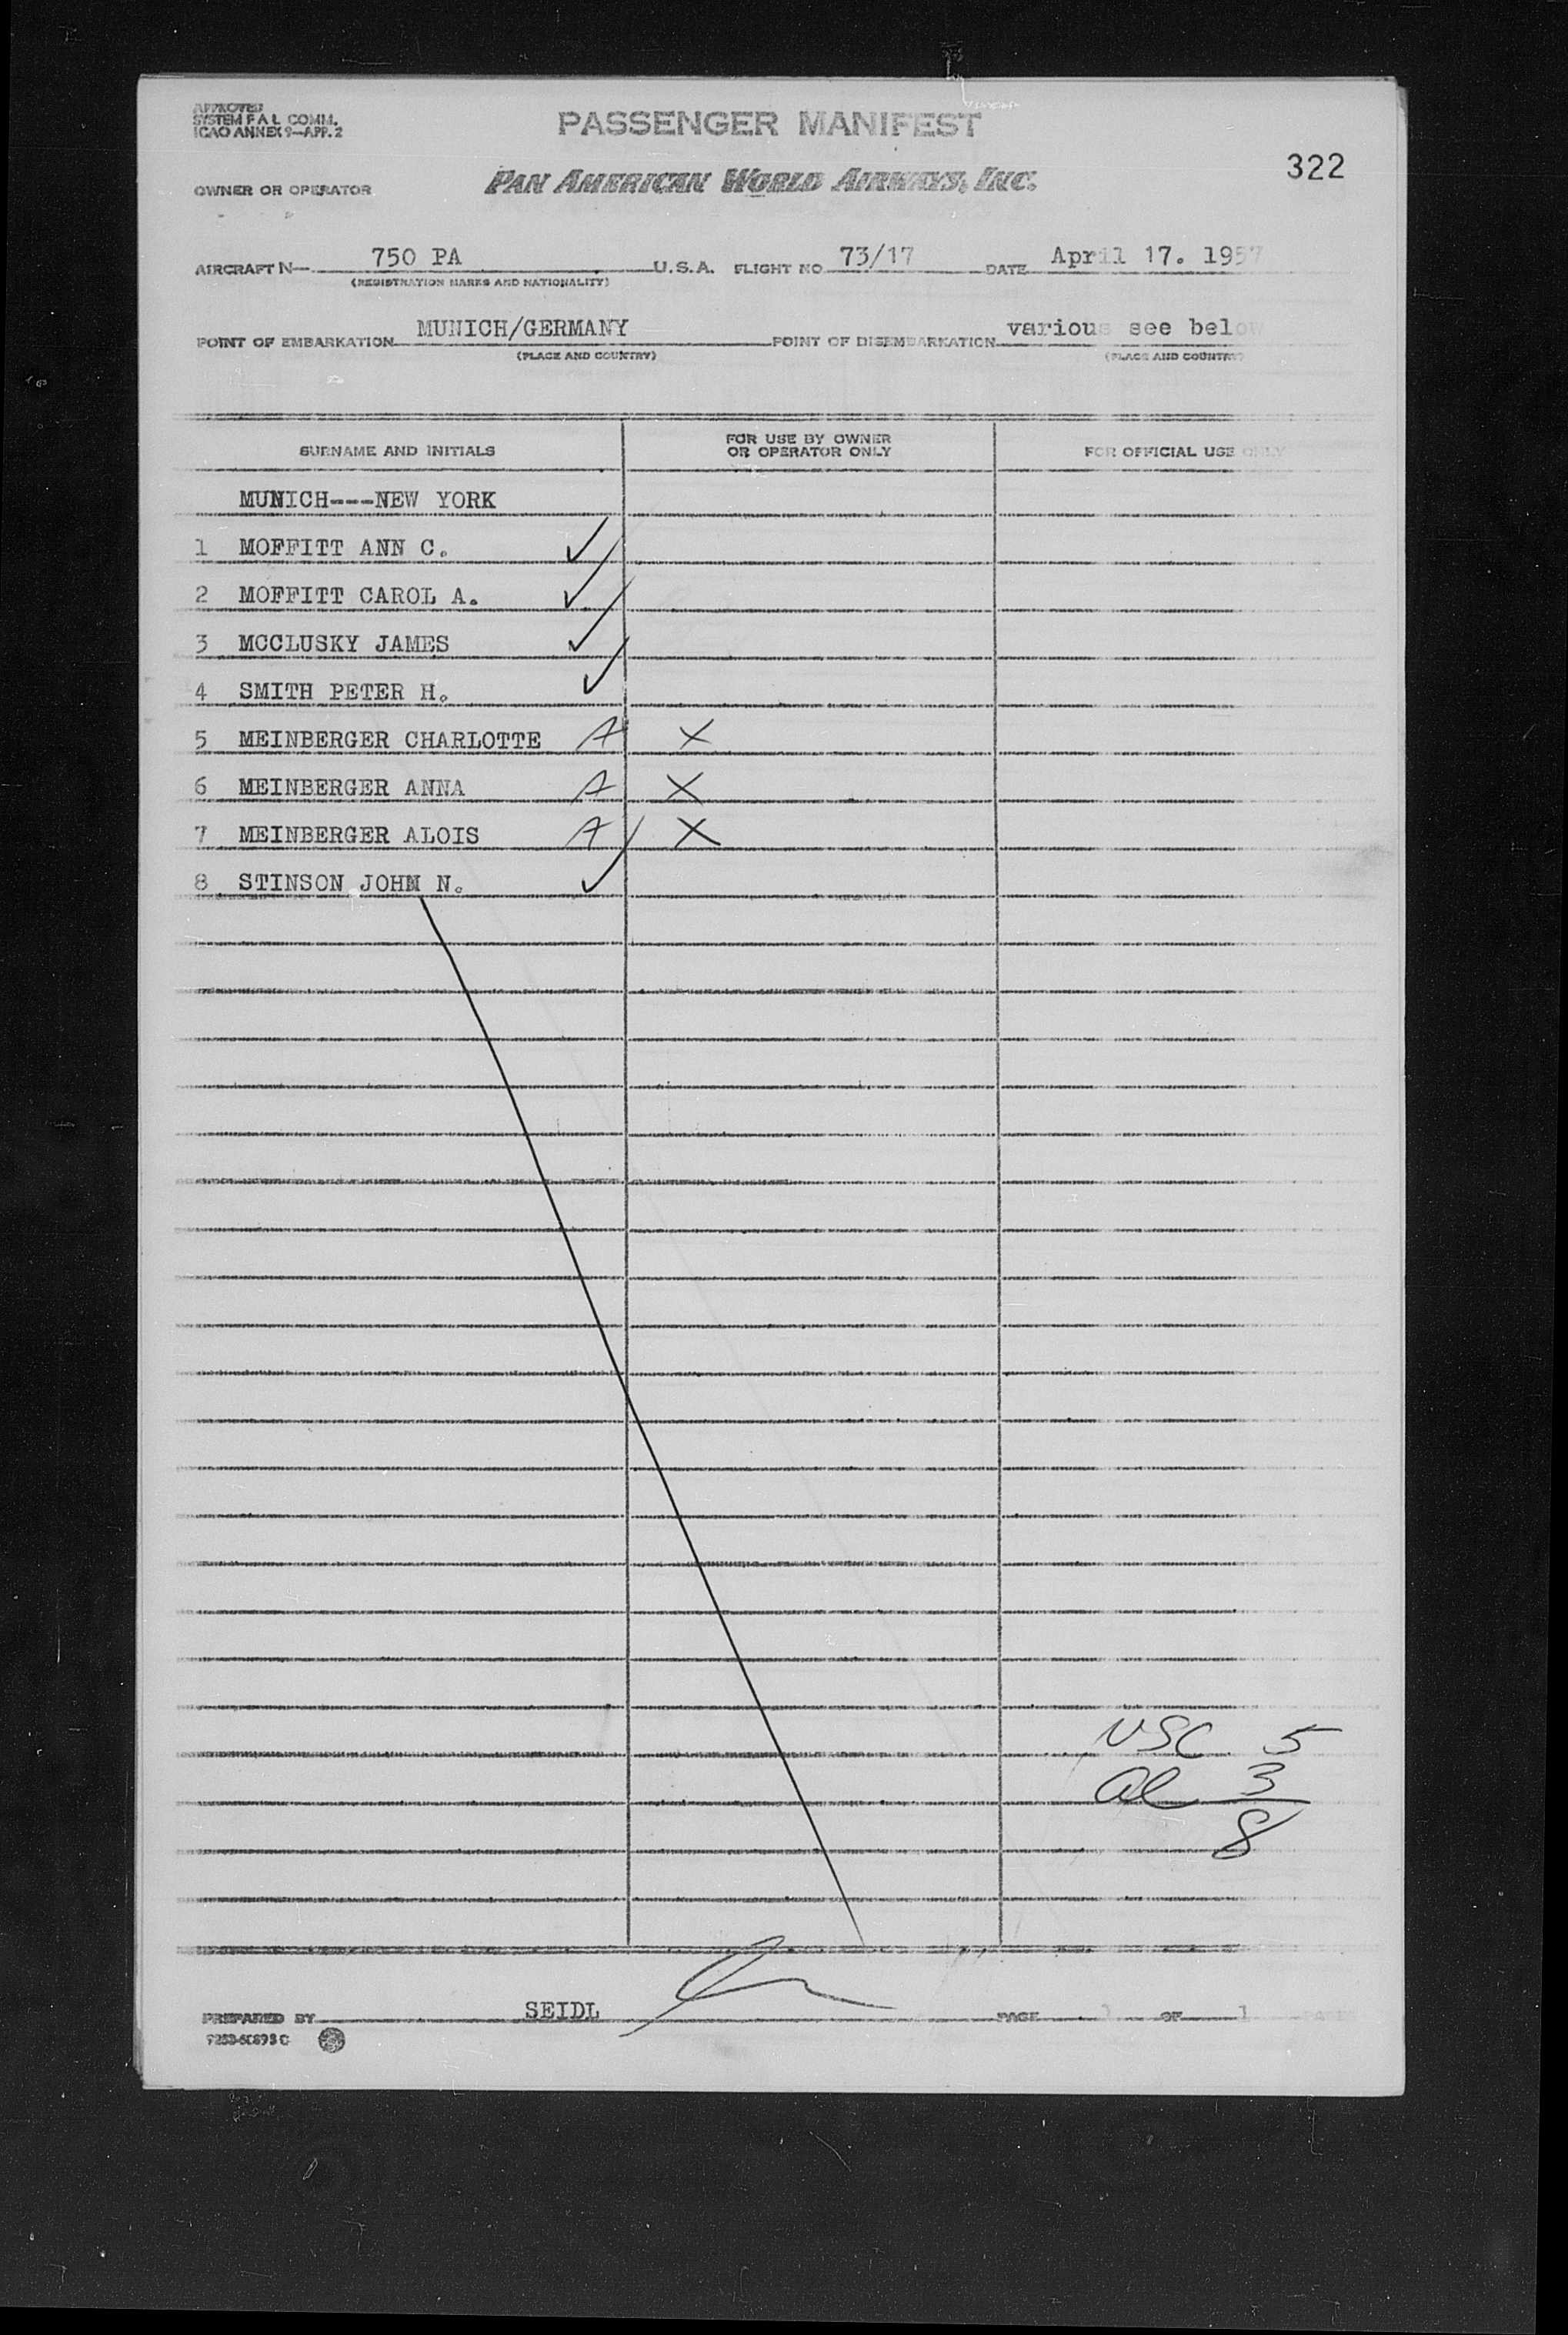 APPROVED
SYSTEM F A L COMM.
ICAO ANNEX 9—APP. 2
PASSENGER MANIFEST
322
OWNER OR OPERATOR PAN AMERICAN WORLD AIRWAYS, INC.
AIRCRAFT N— 750 PA U.S.A. FLIGHT NO 73/17 DATE April 17. 1957
(REGISTRATION MARKS AND NATIONALITY)
POINT OF EMBARKATION MUNICH/GERMANY POINT OF DISEMBARKATION various see below
(PLACE AND COUNTRY) (PLACE AND COUNTRY)
SURNAME AND INITIALS
FOR USE BY OWNER
OR OPERATOR ONLY
FOR OFFICIAL USE ONLY
MUNICH---NEW YORK
1 MOFFITT ANN C. ✓
2 MOFFITT CAROL A. ✓
3 MCCLUSKY JAMES ✓
4 SMITH PETER H. ✓
5 MEINBERGER CHARLOTTE A X
6 MEINBERGER ANNA A X
7 MEINBERGER ALOIS A X
8 STINSON JOHN N. ✓
USC 5
al 3
8
PREPARED BY SEIDL PAGE 1 OF 1